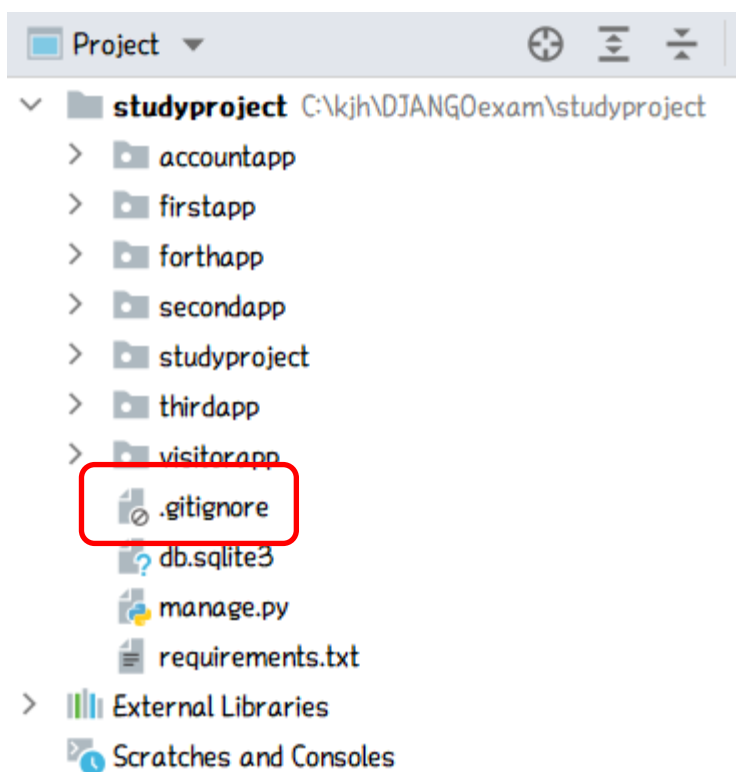 Project
studyproject C:\kjh\DJANGOexam\studyproject
accountapp
firstapp
forthapp
secondapp
studyproject
thirdapp
visitorapp
.gitignore
db.sqlite3
manage.py
requirements.txt
External Libraries
Scratches and Consoles